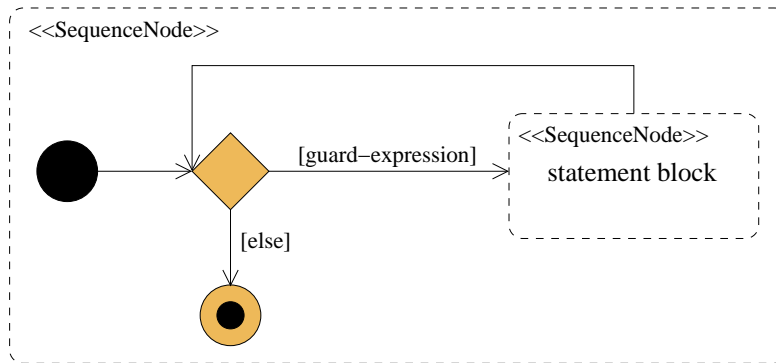 <<SequenceNode>>
<<SequenceNode>>
[guard−expression]
statement block
[else]